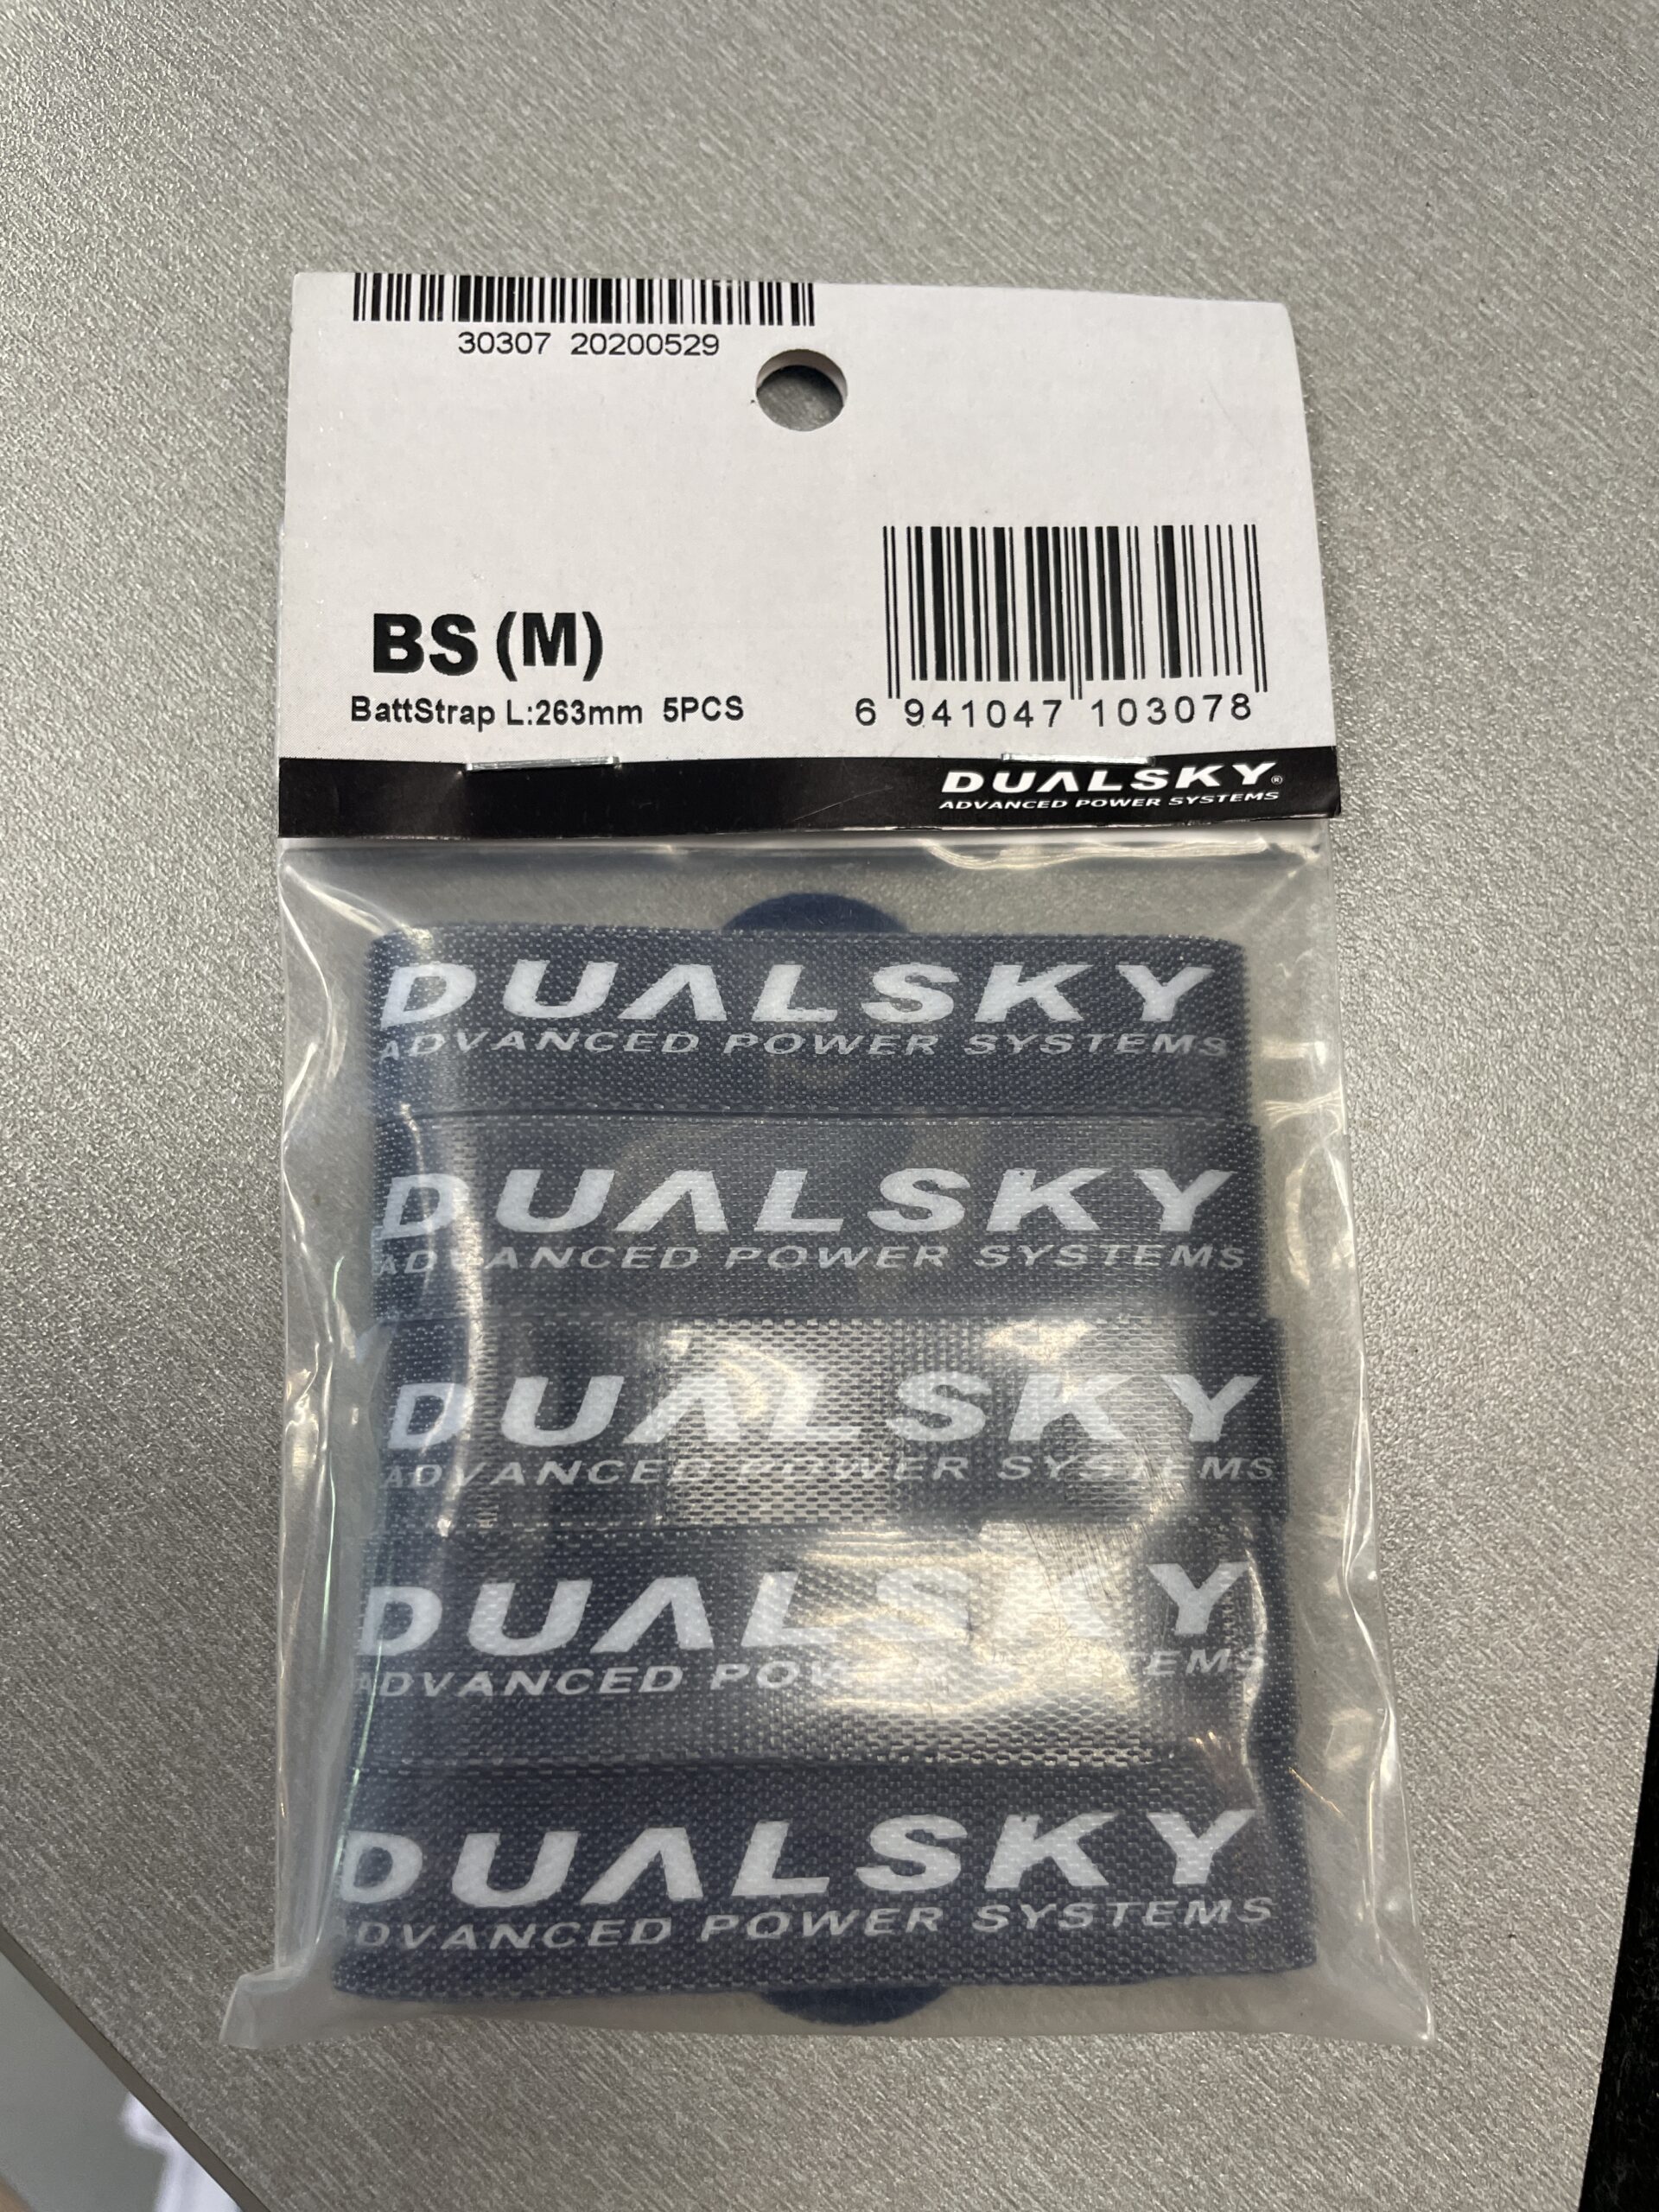 30307 20200529
BS (M)
BattStrap L:263mm 5PCS
6 941047 103078
DUALSKY®
ADVANCED POWER SYSTEMS
DUALSKY
ADVANCED POWER SYSTEMS
DUALSKY
ADVANCED POWER SYSTEMS
DUALSKY
ADVANCED POWER SYSTEMS
DUALSKY
ADVANCED POWER SYSTEMS
DUALSKY
ADVANCED POWER SYSTEMS